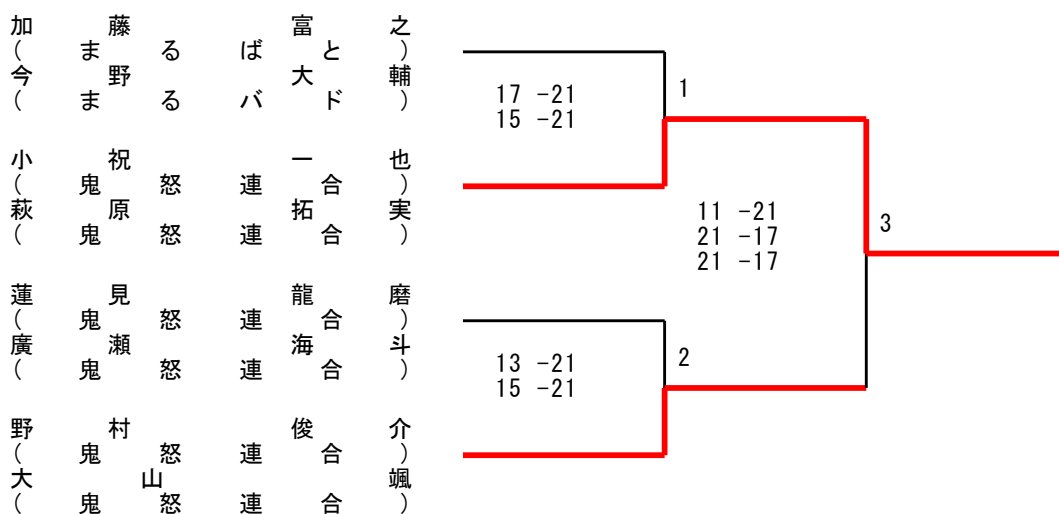 加藤富之
(まるばと)
今野大輔
(まるバド)
1
17 -21
15 -21
小祝一也
(鬼怒連合)
萩原拓実
(鬼怒連合)
11 -21
21 -17
21 -17
3
蓮見龍磨
(鬼怒連合)
廣瀬海斗
(鬼怒連合)
2
13 -21
15 -21
野村俊介
(鬼怒連合)
大山颯
(鬼怒連合)